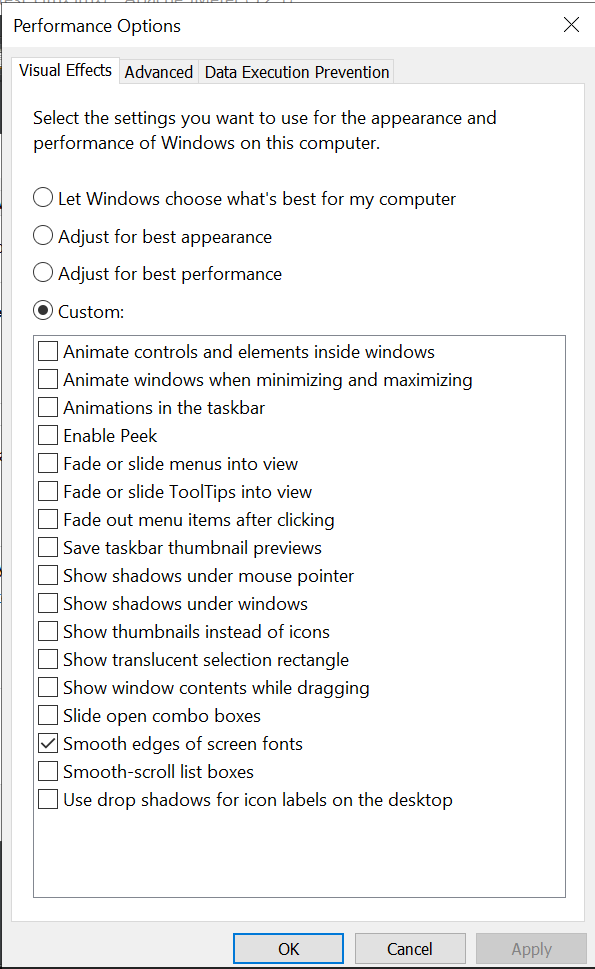 Performance Options
Visual Effects
Advanced
Data Execution Prevention
Select the settings you want to use for the appearance and
performance of Windows on this computer.
Let Windows choose what's best for my computer
Adjust for best appearance
Adjust for best performance
Custom:
Animate controls and elements inside windows
Animate windows when minimizing and maximizing
Animations in the taskbar
Enable Peek
Fade or slide menus into view
Fade or slide ToolTips into view
Fade out menu items after clicking
Save taskbar thumbnail previews
Show shadows under mouse pointer
Show shadows under windows
Show thumbnails instead of icons
Show translucent selection rectangle
Show window contents while dragging
Slide open combo boxes
Smooth edges of screen fonts
Smooth-scroll list boxes
Use drop shadows for icon labels on the desktop
OK
Cancel
Apply